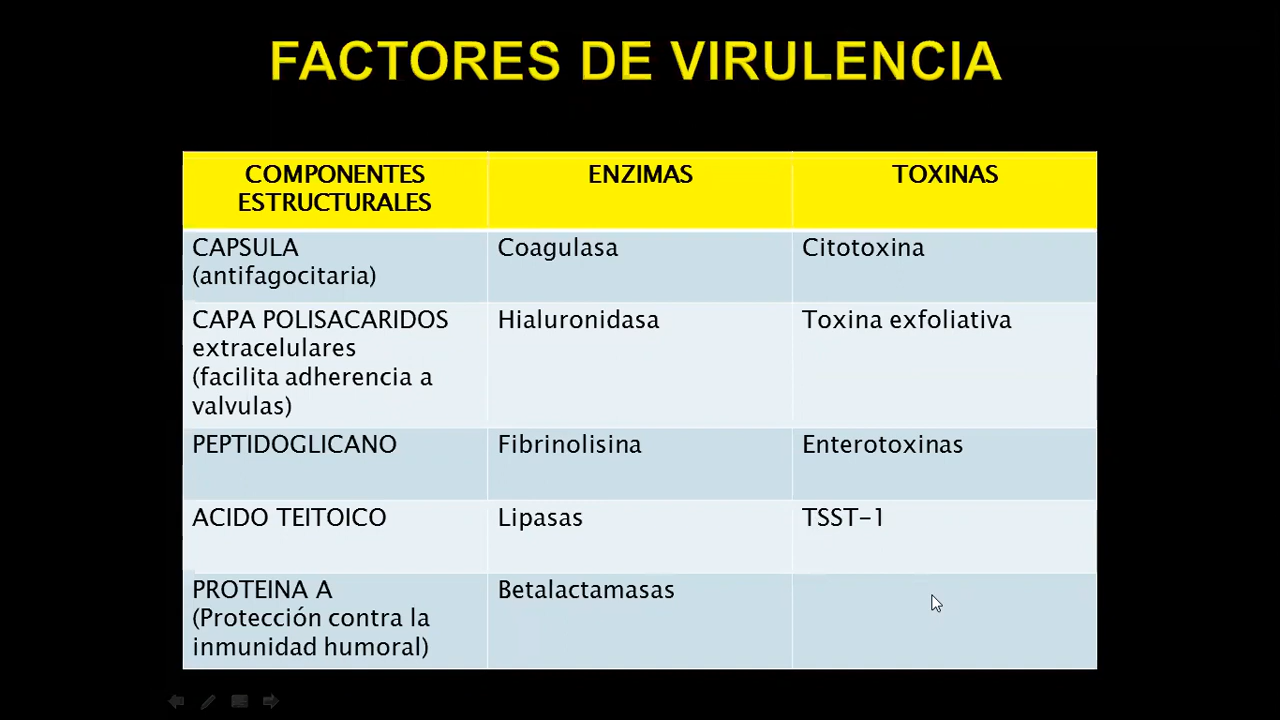 FACTORES DE VIRULENCIA
COMPONENTES
ESTRUCTURALES
ENZIMAS
TOXINAS
CAPSULA
(antifagocitaria)
Coagulasa
Citotoxina
CAPA POLISACARIDOS
extracelulares
(facilita adherencia a
valvulas)
Hialuronidasa
Toxina exfoliativa
PEPTIDOGLICANO
Fibrinolisina
Enterotoxinas
ACIDO TEITOICO
Lipasas
TSST-1
PROTEINA A
(Protección contra la
inmunidad humoral)
Betalactamasas